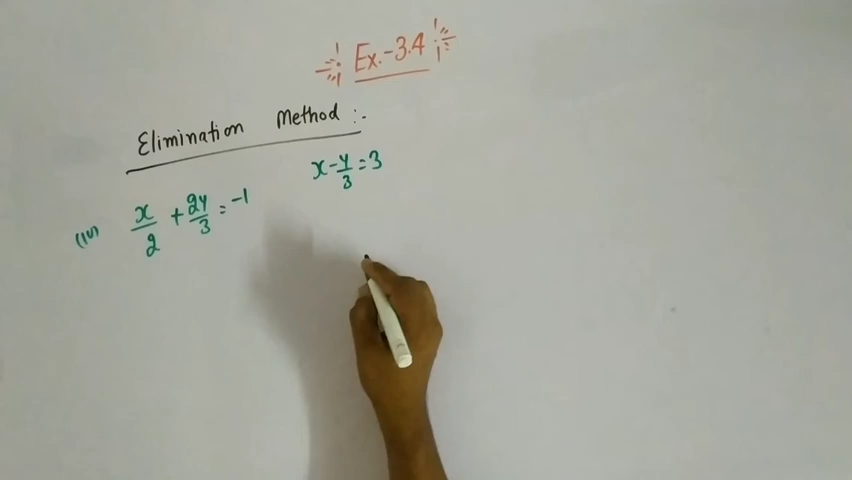 Ex.-3.4
Elimination Method :-
(iv) x/2 + 2y/3 = -1 x - y/3 = 3